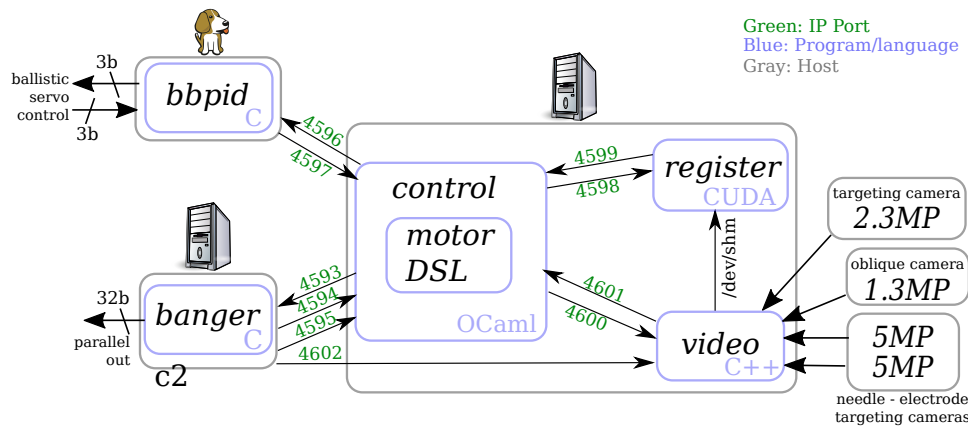 Green: IP Port
Blue: Program/language
Gray: Host
3b
ballistic
servo
control
3b
bbpid
C
4596
4597
control
motor
DSL
OCaml
4599
4598
register
CUDA
/dev/shm
targeting camera
2.3MP
oblique camera
1.3MP
5MP
5MP
needle - electrode
targeting cameras
32b
parallel
out
banger
C
c2
4593
4594
4595
4602
4601
4600
video
C++